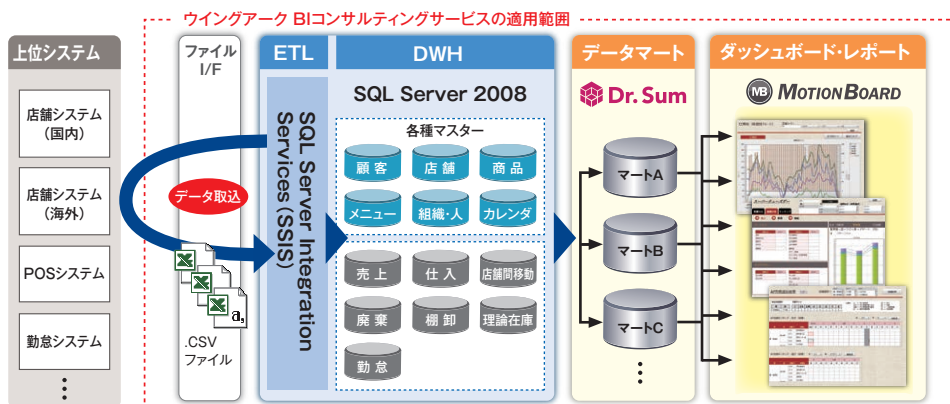 ウイングアーク BIコンサルティングサービスの適用範囲
上位システム
店舗システム
(国内)
店舗システム
(海外)
POSシステム
勤怠システム
ファイル
I/F
データ取込
.CSV
ファイル
a,
ETL
SQL Server Integration
Services (SSIS)
DWH
SQL Server 2008
各種マスター
顧 客
店 舗
商 品
メニュー
組織・人
カレンダ
売 上
仕 入
店舗間移動
廃 棄
棚 卸
理論在庫
勤 怠
データマート
Dr.Sum
マートA
マートB
マートC
ダッシュボード・レポート
MB MOTIONBOARD